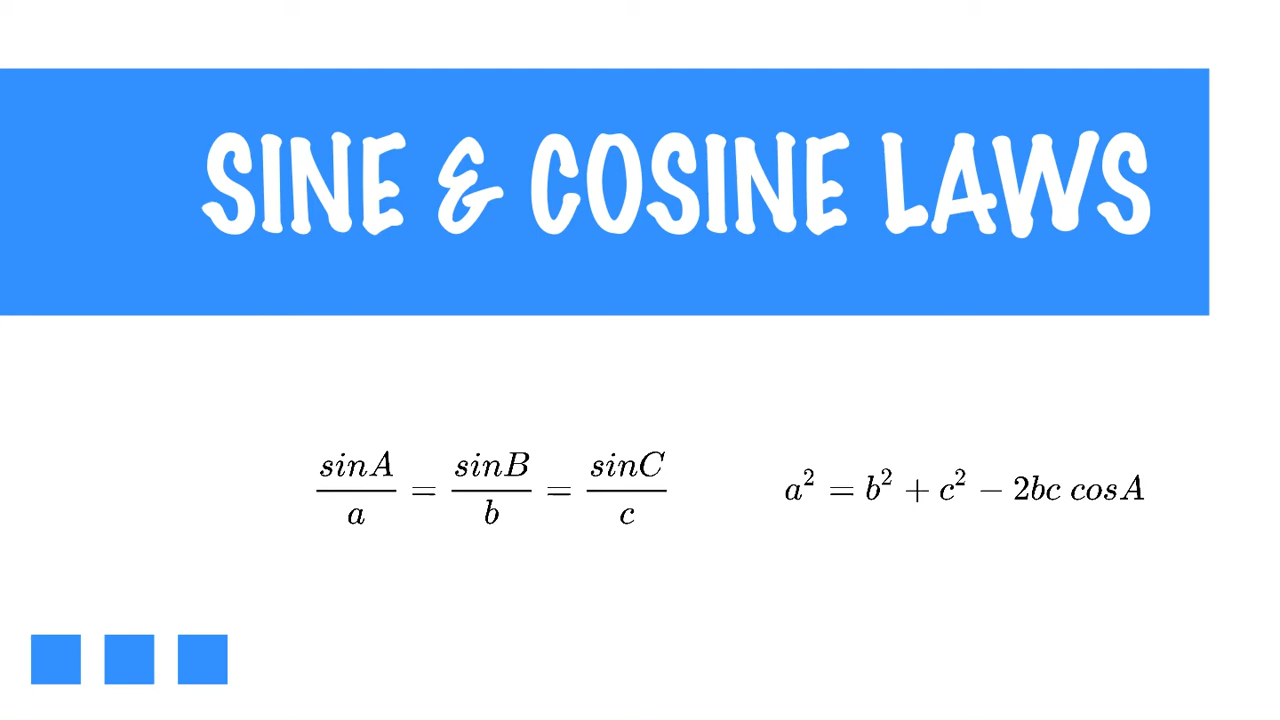 SINE & COSINE LAWS
sinA/a = sinB/b = sinC/c
a² = b² + c² − 2bc cosA